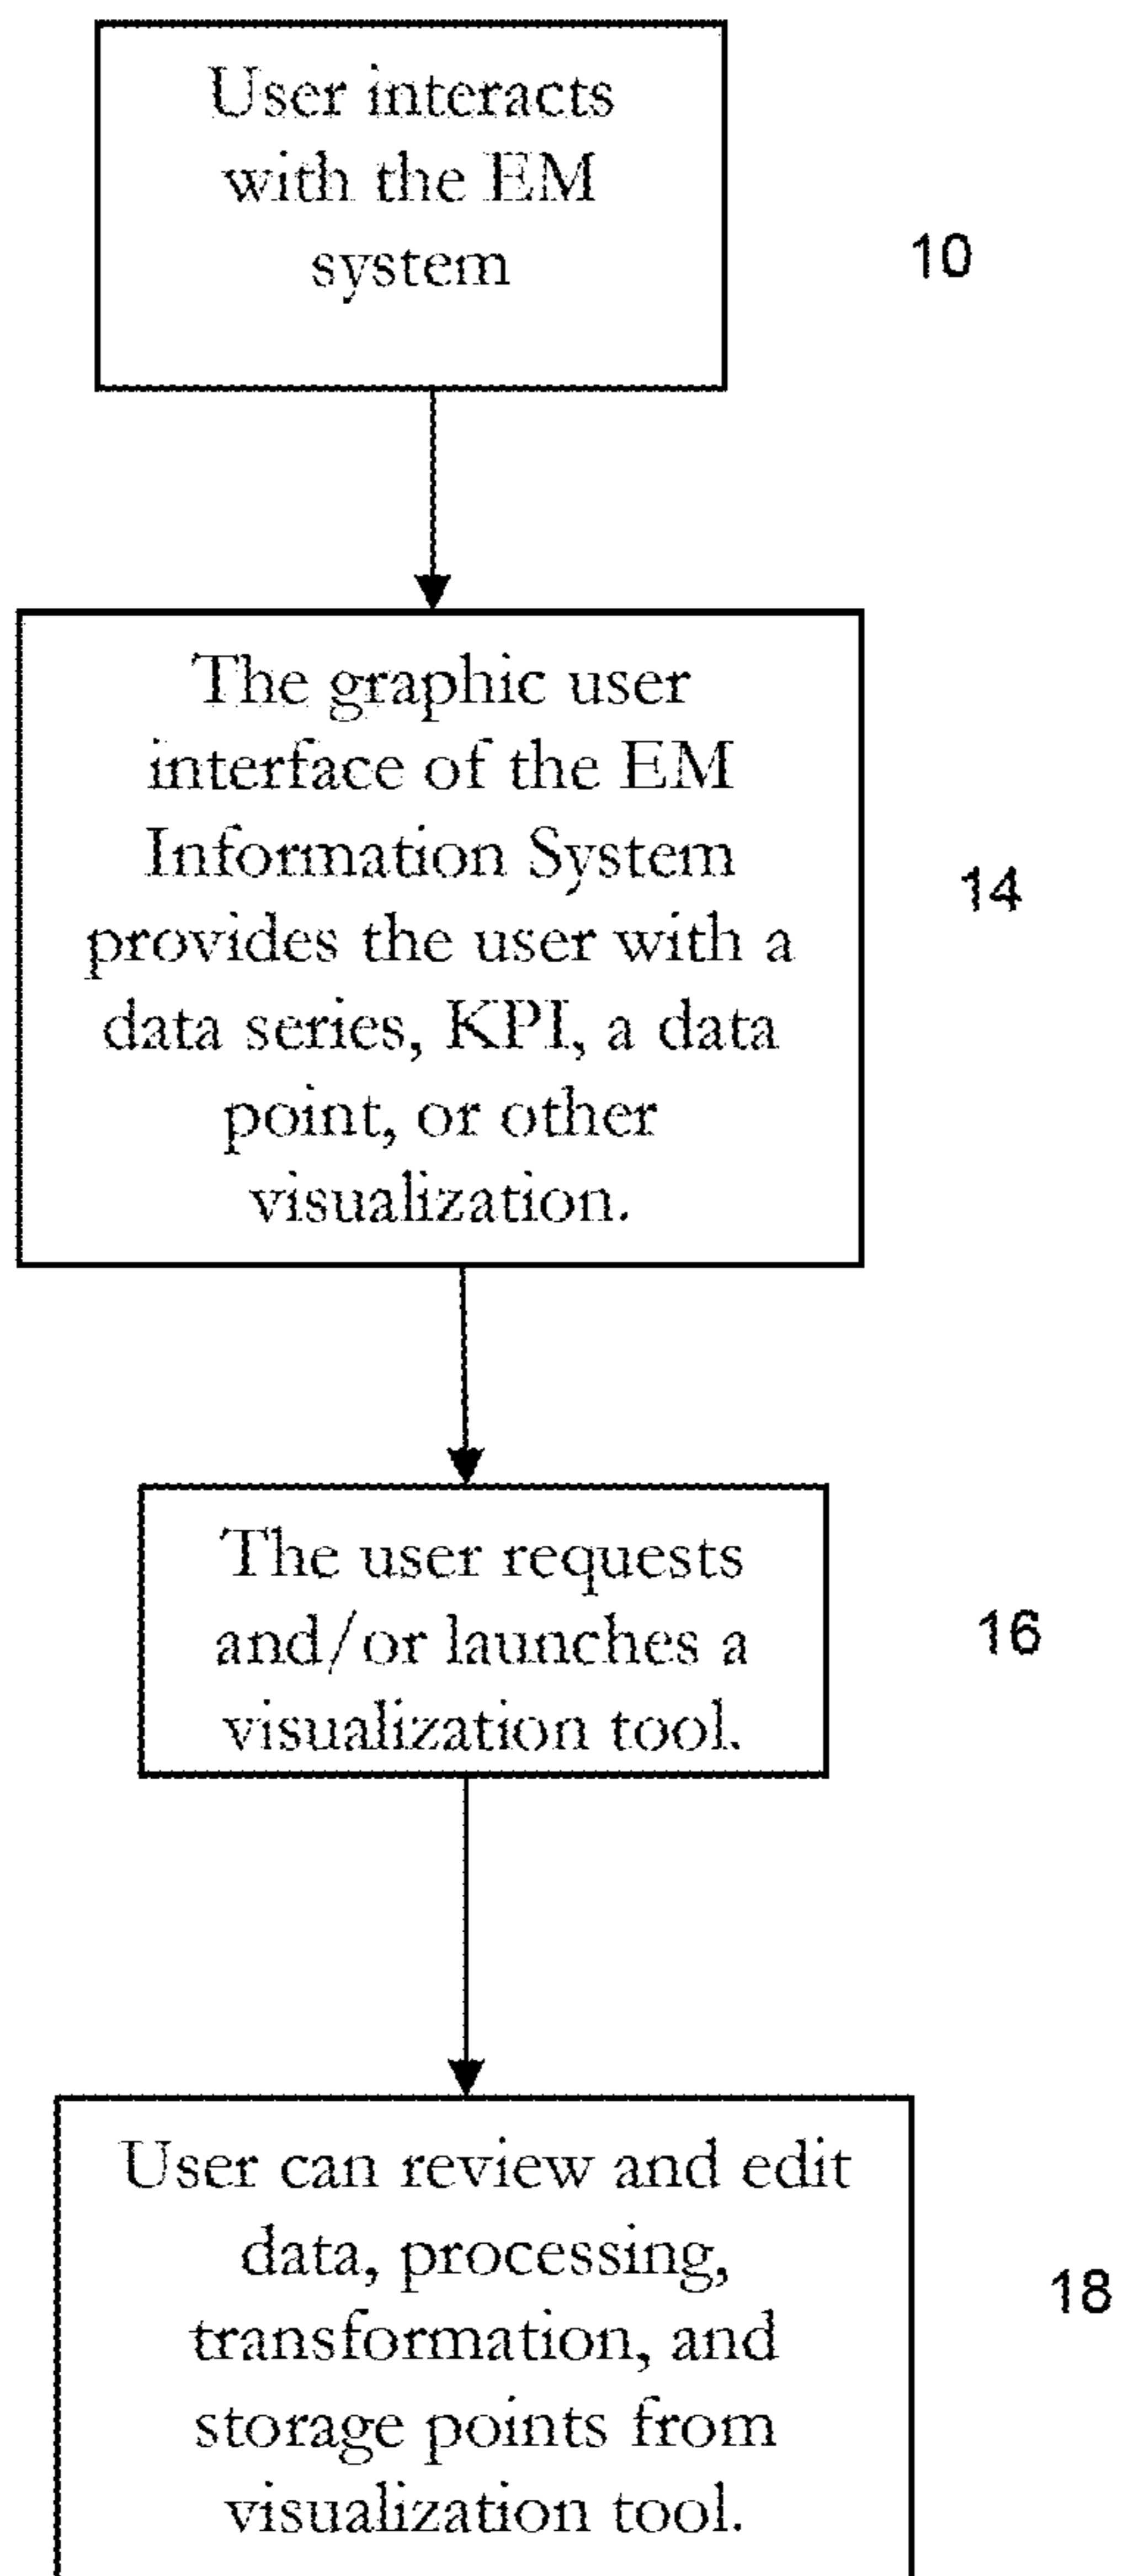 User interacts
with the EM
system
10
The graphic user
interface of the EM
Information System
provides the user with a
data series, KPI, a data
point, or other
visualization.
14
The user requests
and/or launches a
visualization tool.
16
User can review and edit
data, processing,
transformation, and
storage points from
visualization tool.
18